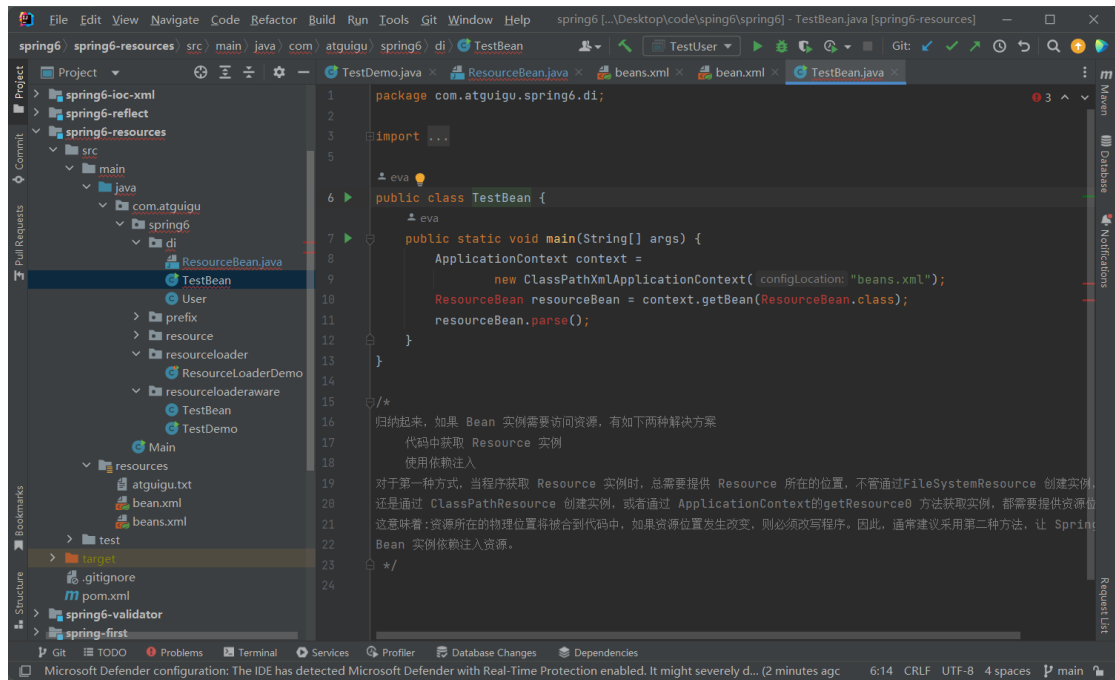 File Edit View Navigate Code Refactor Build Run Tools Git Window Help spring6 [...\Desktop\code\sping6\spring6] - TestBean.java [spring6-resources]
spring6 spring6-resources src main java com atguigu spring6 di TestBean TestUser Git:
Project TestDemo.java ResourceBean.java beans.xml bean.xml TestBean.java
Project
Commit
Pull Requests
Bookmarks
Structure
spring6-ioc-xml
spring6-reflect
spring6-resources
src
main
java
com.atguigu
spring6
di
ResourceBean.java
TestBean
User
prefix
resource
resourceloader
ResourceLoaderDemo
resourceloaderaware
TestBean
TestDemo
Main
resources
atguigu.txt
bean.xml
beans.xml
test
target
.gitignore
pom.xml
spring6-validator
spring-first
3
1 package com.atguigu.spring6.di;
2
3 import ...
5
eva
6 public class TestBean {
eva
7 public static void main(String[] args) {
8 ApplicationContext context =
9 new ClassPathXmlApplicationContext( configLocation: "beans.xml");
10 ResourceBean resourceBean = context.getBean(ResourceBean.class);
11 resourceBean.parse();
12 }
13 }
14
15 /*
16 归纳起来，如果 Bean 实例需要访问资源，有如下两种解决方案
17 代码中获取 Resource 实例
18 使用依赖注入
19 对于第一种方式，当程序获取 Resource 实例时，总需要提供 Resource 所在的位置，不管通过FileSystemResource 创建实例，
20 还是通过 ClassPathResource 创建实例，或者通过 ApplicationContext的getResource0 方法获取实例，都需要提供资源位
21 这意味着:资源所在的物理位置将被合到代码中，如果资源位置发生改变，则必须改写程序。因此，通常建议采用第二种方法，让 Spring
22 Bean 实例依赖注入资源。
23 */
24
m Maven
Database
Notifications
Request List
Git TODO Problems Terminal Services Profiler Database Changes Dependencies
Microsoft Defender configuration: The IDE has detected Microsoft Defender with Real-Time Protection enabled. It might severely d... (2 minutes agc 6:14 CRLF UTF-8 4 spaces main